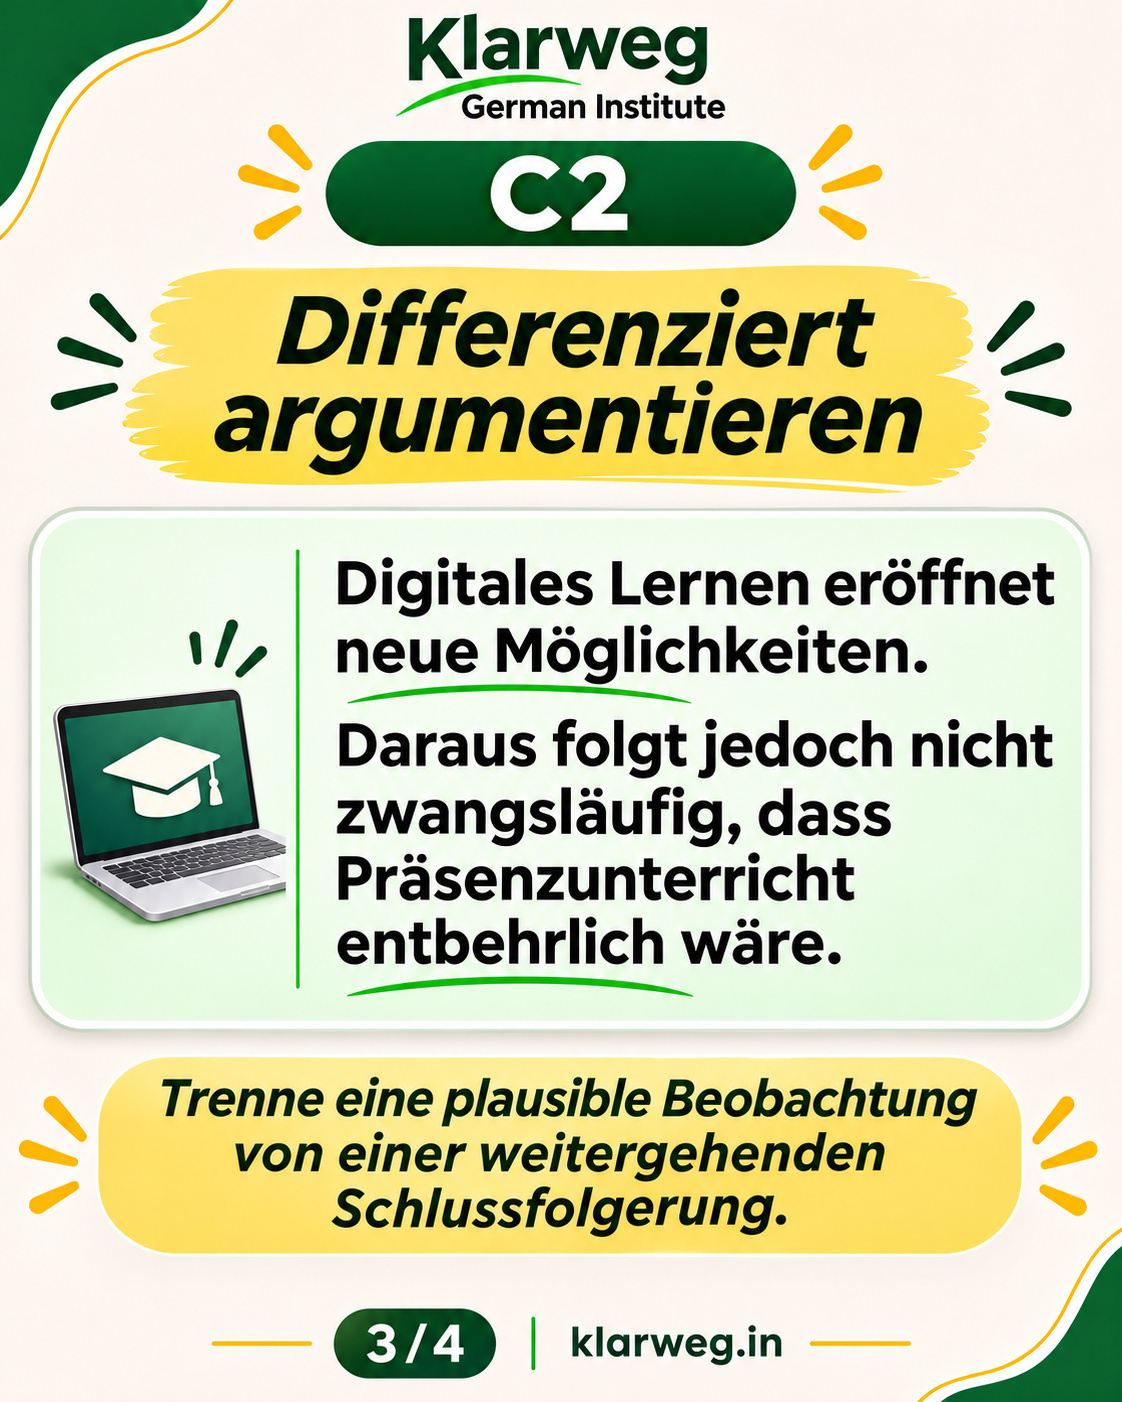 Klarweg
German Institute
C2
Differenziert
argumentieren
Digitales Lernen eröffnet
neue Möglichkeiten.
Daraus folgt jedoch nicht
zwangsläufig, dass
Präsenzunterricht
entbehrlich wäre.
Trenne eine plausible Beobachtung
von einer weitergehenden
Schlussfolgerung.
3/4
klarweg.in